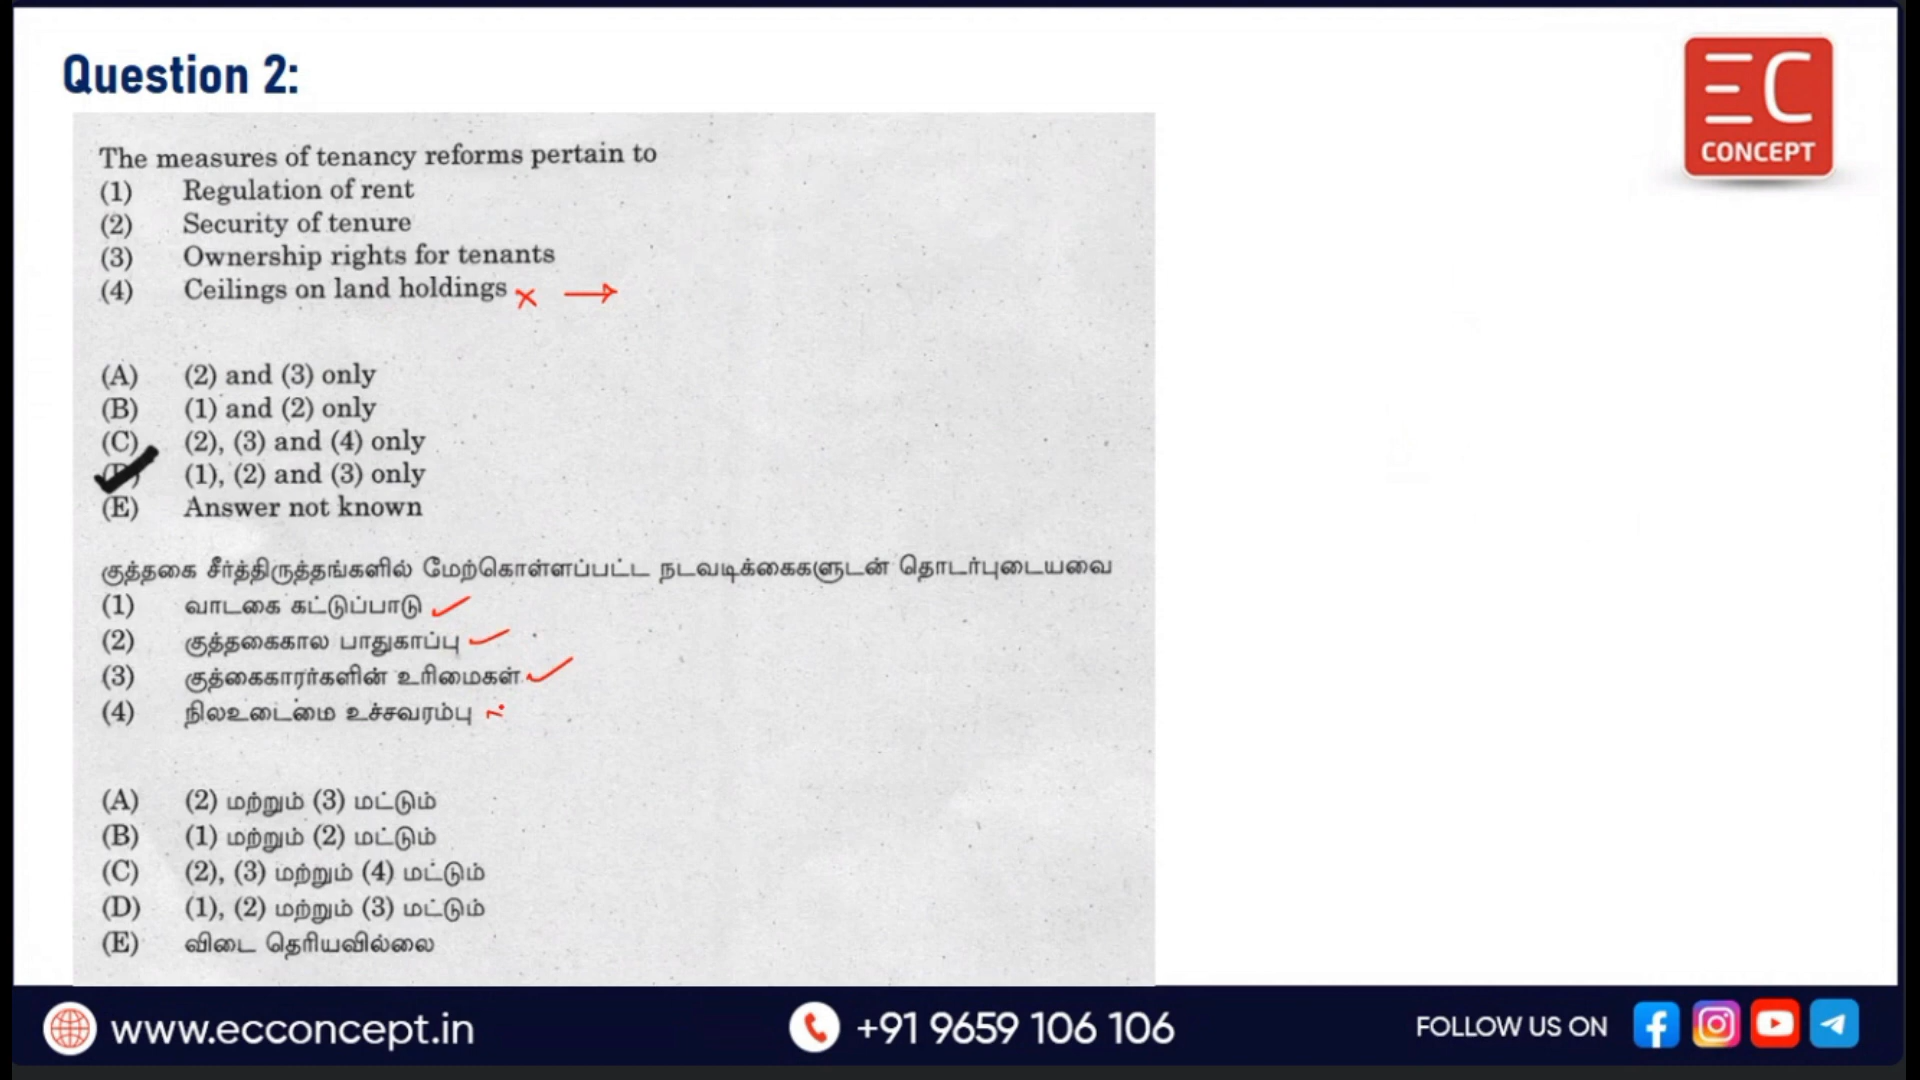 Question 2:
EC
CONCEPT
The measures of tenancy reforms pertain to
(1) Regulation of rent
(2) Security of tenure
(3) Ownership rights for tenants
(4) Ceilings on land holdings
(A) (2) and (3) only
(B) (1) and (2) only
(C) (2), (3) and (4) only
(1), (2) and (3) only
(E) Answer not known
குத்தகை சீர்த்திருத்தங்களில் மேற்கொள்ளப்பட்ட நடவடிக்கைகளுடன் தொடர்புடையவை
(1) வாடகை கட்டுப்பாடு
(2) குத்தகைகால பாதுகாப்பு
(3) குத்கைகாரர்களின் உரிமைகள்
(4) நிலஉடைமை உச்சவரம்பு
(A) (2) மற்றும் (3) மட்டும்
(B) (1) மற்றும் (2) மட்டும்
(C) (2), (3) மற்றும் (4) மட்டும்
(D) (1), (2) மற்றும் (3) மட்டும்
(E) விடை தெரியவில்லை
www.ecconcept.in +91 9659 106 106 FOLLOW US ON